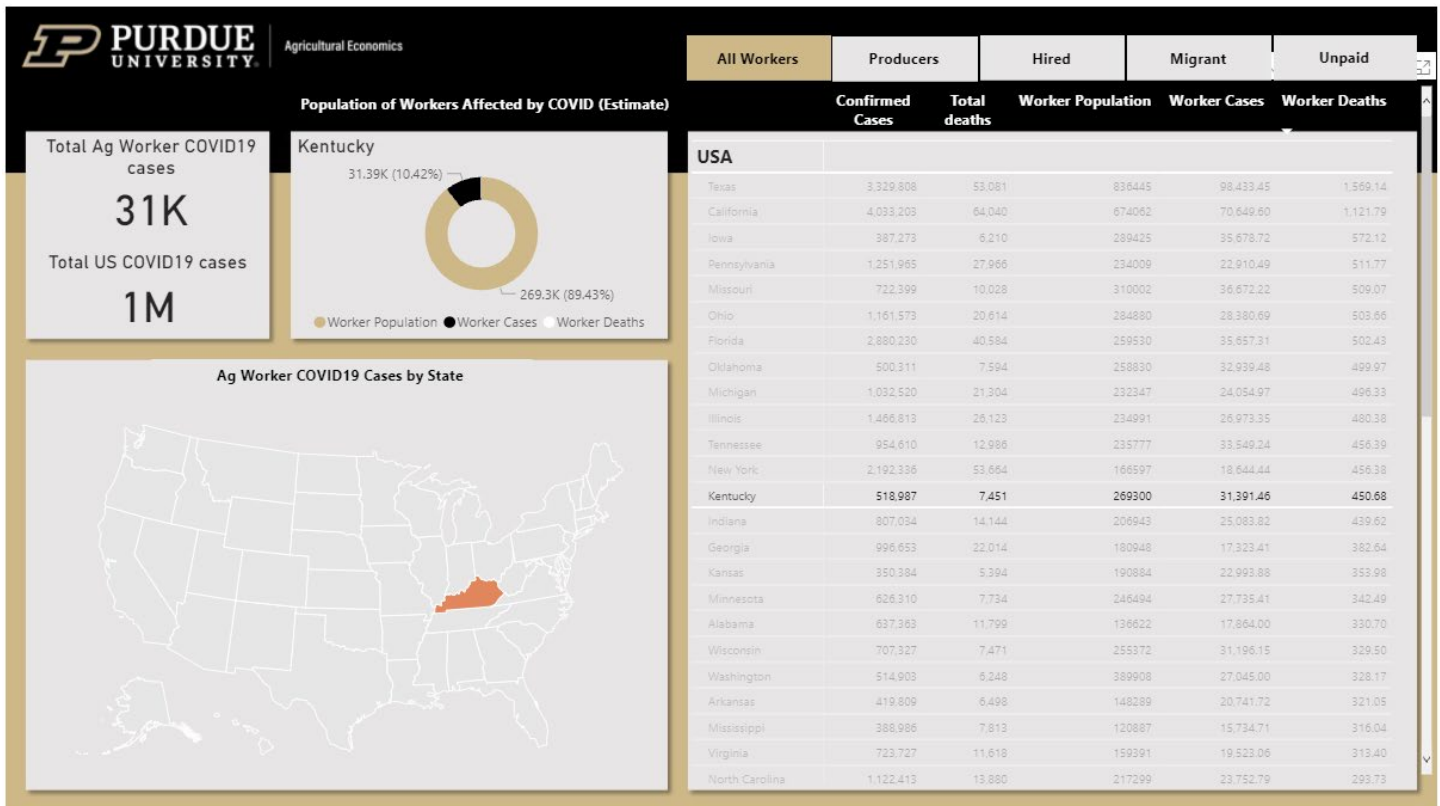 PURDUE
UNIVERSITY.
Agricultural Economics
All Workers
Producers
Hired
Migrant
Unpaid
Population of Workers Affected by COVID (Estimate)
Confirmed Cases Total deaths Worker Population Worker Cases Worker Deaths
Total Ag Worker COVID19
cases
31K
Total US COVID19 cases
1M
Kentucky
31.39K (10.42%)
269.3K (89.43%)
Worker Population Worker Cases Worker Deaths
Ag Worker COVID19 Cases by State
USA
Texas 3,329,808 53,081 836445 98,433.45 1,569.14
California 4,033,203 64,040 674062 70,649.60 1,121.79
Iowa 387,273 6,210 289425 35,678.72 572.12
Pennsylvania 1,251,965 27,966 234009 22,910.49 511.77
Missouri 722,399 10,028 310002 36,672.22 509.07
Ohio 1,161,573 20,614 284880 28,380.69 503.66
Florida 2,880,230 40,584 259530 35,657.31 502.43
Oklahoma 500,311 7,594 258830 32,939.48 499.97
Michigan 1,032,520 21,304 232347 24,054.97 496.33
Illinois 1,466,813 26,123 234991 26,973.35 480.38
Tennessee 954,610 12,986 235777 33,549.24 456.39
New York 2,192,336 53,664 166597 18,644.44 456.38
Kentucky 518,987 7,451 269300 31,391.46 450.68
Indiana 807,034 14,144 206943 25,083.82 439.62
Georgia 996,653 22,014 180948 17,323.41 382.64
Kansas 350,384 5,394 190884 22,993.88 353.98
Minnesota 626,310 7,734 246494 27,735.41 342.49
Alabama 637,363 11,799 136622 17,864.00 330.70
Wisconsin 707,327 7,471 255372 31,196.15 329.50
Washington 514,903 6,248 389908 27,045.00 328.17
Arkansas 419,809 6,498 148289 20,741.72 321.05
Mississippi 388,986 7,813 120887 15,734.71 316.04
Virginia 723,727 11,618 159391 19,523.06 313.40
North Carolina 1,122,413 13,880 217299 23,752.79 293.73